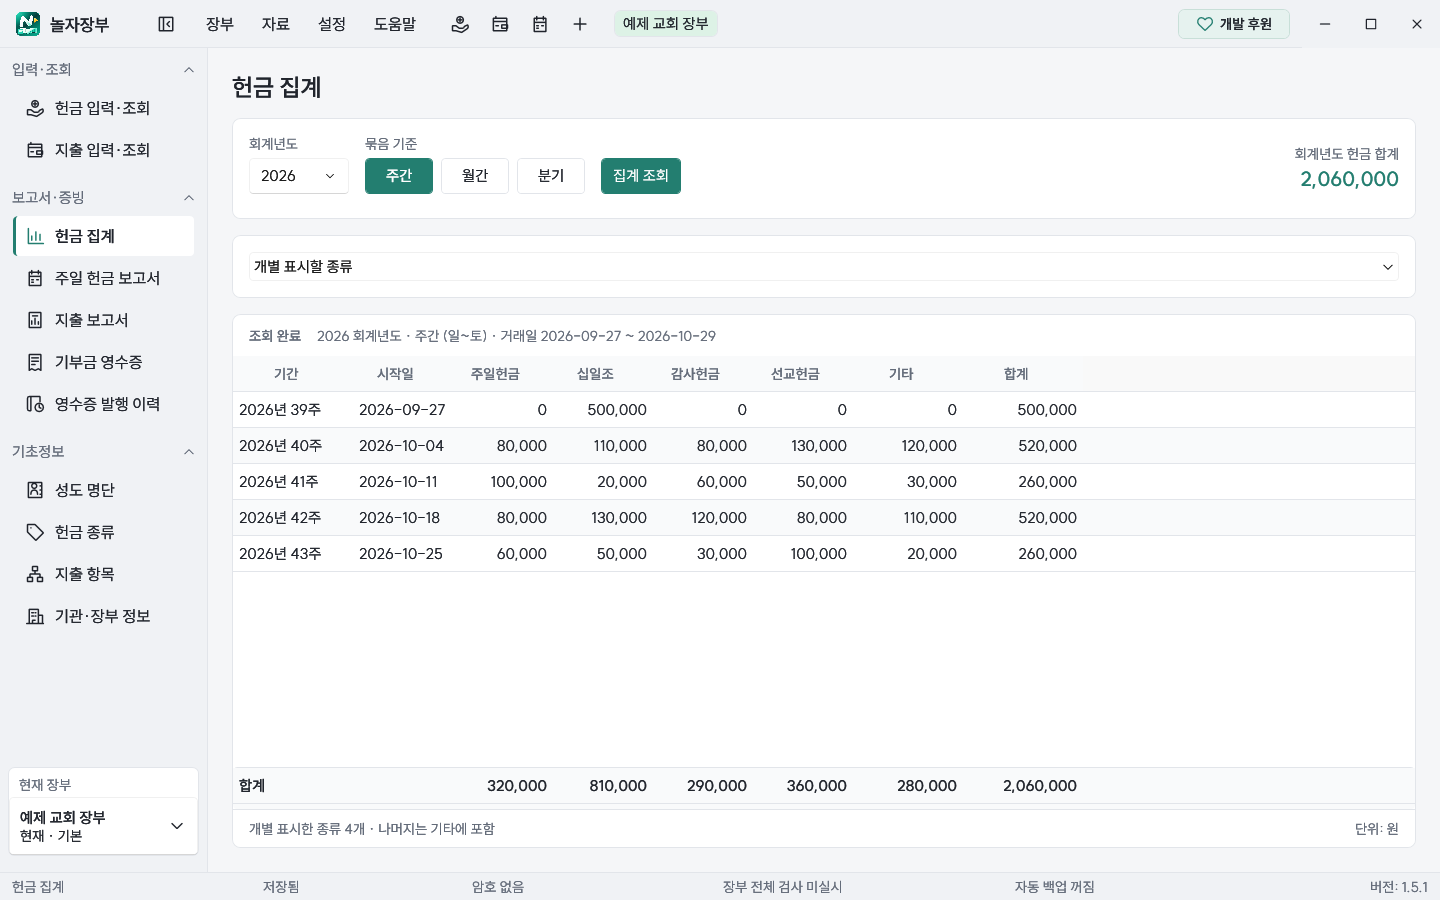 놀자장부
장부 자료 설정 도움말
예제 교회 장부
개발 후원
입력·조회
헌금 입력·조회
지출 입력·조회
보고서·증빙
헌금 집계
주일 헌금 보고서
지출 보고서
기부금 영수증
영수증 발행 이력
기초정보
성도 명단
헌금 종류
지출 항목
기관·장부 정보
현재 장부
예제 교회 장부
현재 · 기본
헌금 집계
회계년도 묶음 기준
2026 주간 월간 분기 집계 조회
회계년도 헌금 합계
2,060,000
개별 표시할 종류
조회 완료 2026 회계년도 · 주간 (일~토) · 거래일 2026-09-27 ~ 2026-10-29
기간 시작일 주일헌금 십일조 감사헌금 선교헌금 기타 합계
2026년 39주 2026-09-27 0 500,000 0 0 0 500,000
2026년 40주 2026-10-04 80,000 110,000 80,000 130,000 120,000 520,000
2026년 41주 2026-10-11 100,000 20,000 60,000 50,000 30,000 260,000
2026년 42주 2026-10-18 80,000 130,000 120,000 80,000 110,000 520,000
2026년 43주 2026-10-25 60,000 50,000 30,000 100,000 20,000 260,000
합계 320,000 810,000 290,000 360,000 280,000 2,060,000
개별 표시한 종류 4개 · 나머지는 기타에 포함 단위: 원
헌금 집계 저장됨 암호 없음 장부 전체 검사 미실시 자동 백업 꺼짐 버전: 1.5.1